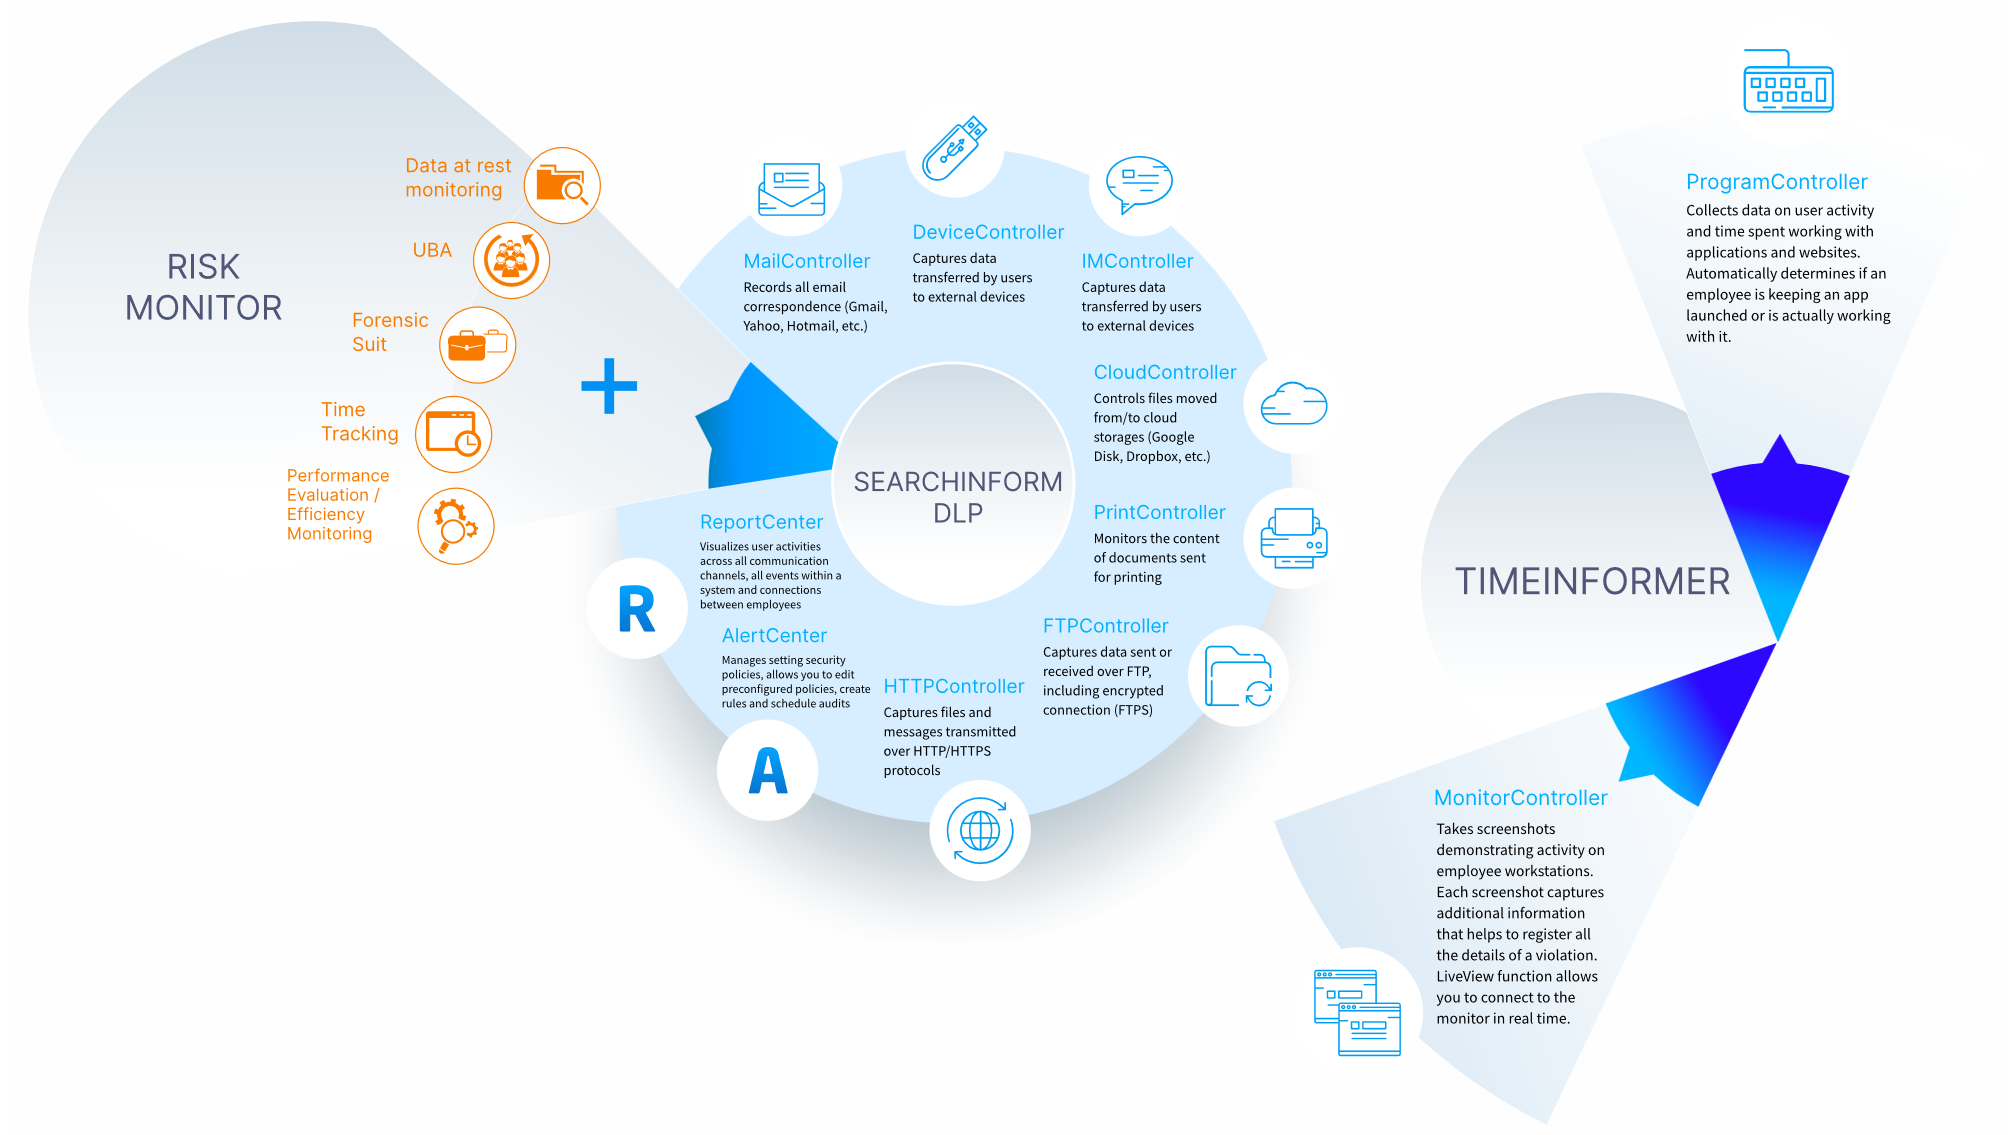 RISK
MONITOR
Data at rest
monitoring
UBA
Forensic
Suit
Time
Tracking
Performance
Evaluation /
Efficiency
Monitoring
+
SEARCHINFORM
DLP
MailController
Records all email
correspondence (Gmail,
Yahoo, Hotmail, etc.)
DeviceController
Captures data
transferred by users
to external devices
IMController
Captures data
transferred by users
to external devices
CloudController
Controls files moved
from/to cloud
storages (Google
Disk, Dropbox, etc.)
PrintController
Monitors the content
of documents sent
for printing
FTPController
Captures data sent or
received over FTP,
including encrypted
connection (FTPS)
HTTPController
Captures files and
messages transmitted
over HTTP/HTTPS
protocols
AlertCenter
Manages setting security
policies, allows you to edit
preconfigured policies, create
rules and schedule audits
A
ReportCenter
Visualizes user activities
across all communication
channels, all events within a
system and connections
between employees
R
TIMEINFORMER
ProgramController
Collects data on user activity
and time spent working with
applications and websites.
Automatically determines if an
employee is keeping an app
launched or is actually working
with it.
MonitorController
Takes screenshots
demonstrating activity on
employee workstations.
Each screenshot captures
additional information
that helps to register all
the details of a violation.
LiveView function allows
you to connect to the
monitor in real time.